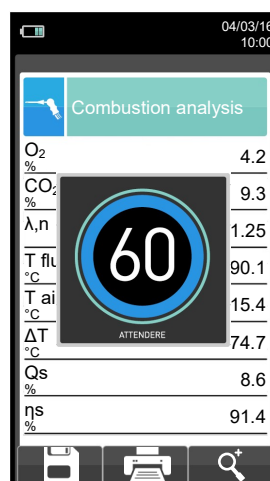 04/03/16
10:00
Combustion analysis
O₂
%
4.2
CO₂
%
9.3
λ,n
1.25
T flu
°C
90.1
T ai
°C
15.4
ΔT
°C
74.7
Qs
%
8.6
ηs
%
91.4
60
ATTENDERE